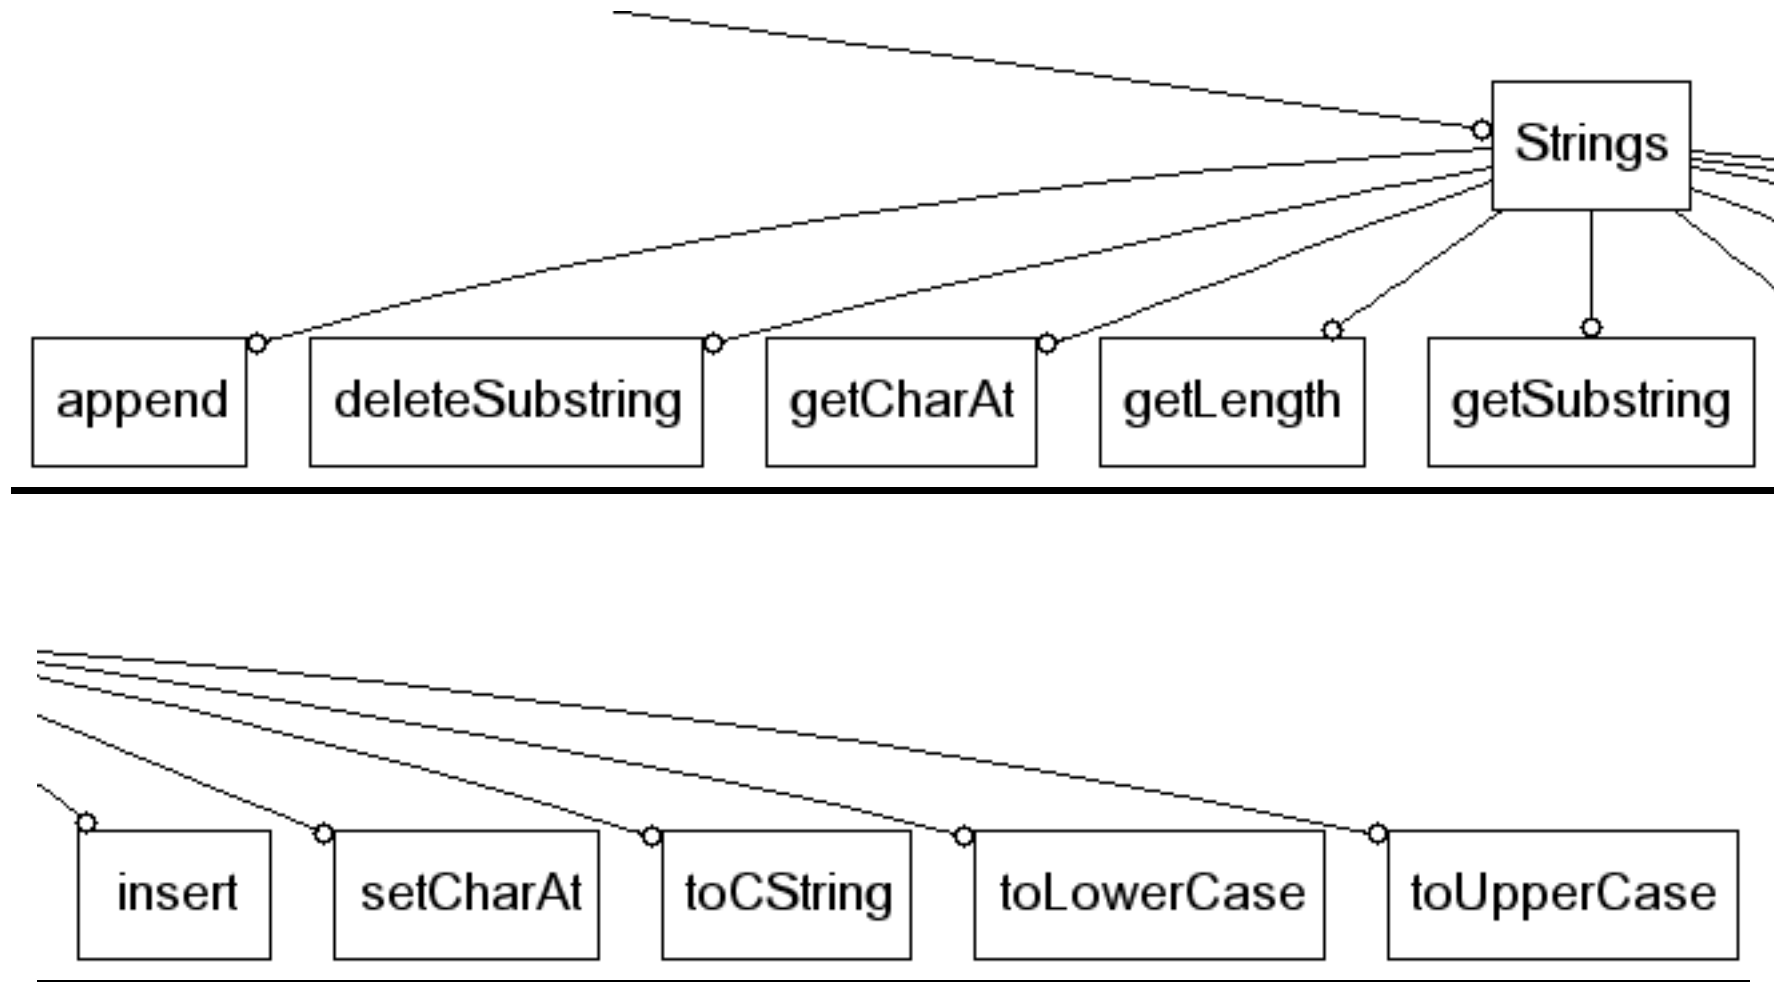 Strings
append
deleteSubstring
getCharAt
getLength
getSubstring
insert
setCharAt
toCString
toLowerCase
toUpperCase